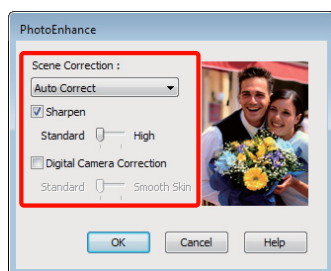 PhotoEnhance
Scene Correction :
Auto Correct
Sharpen
Standard High
Digital Camera Correction
Standard Smooth Skin
OK Cancel Help